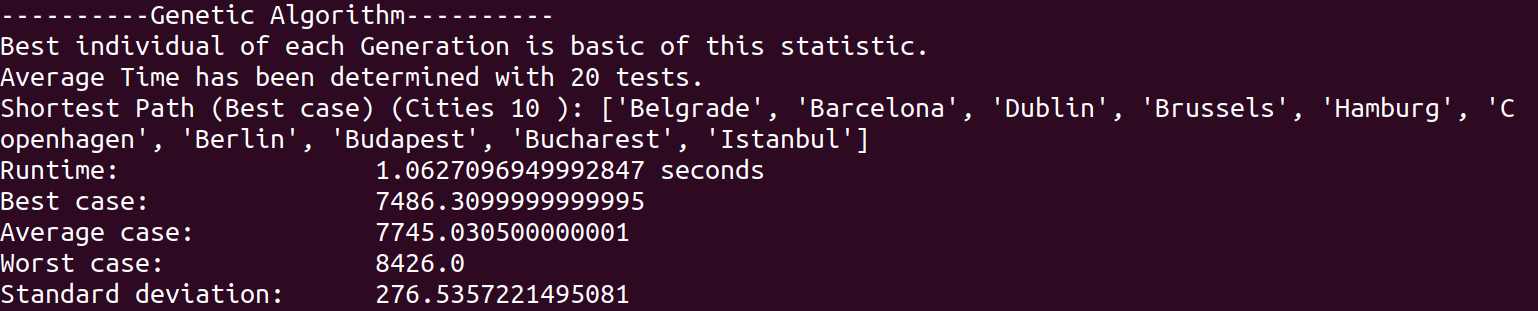 ----------Genetic Algorithm----------
Best individual of each Generation is basic of this statistic.
Average Time has been determined with 20 tests.
Shortest Path (Best case) (Cities 10 ): ['Belgrade', 'Barcelona', 'Dublin', 'Brussels', 'Hamburg', 'C
openhagen', 'Berlin', 'Budapest', 'Bucharest', 'Istanbul']
Runtime:                 1.0627096949992847 seconds
Best case:               7486.3099999999995
Average case:            7745.030500000001
Worst case:              8426.0
Standard deviation:      276.5357221495081